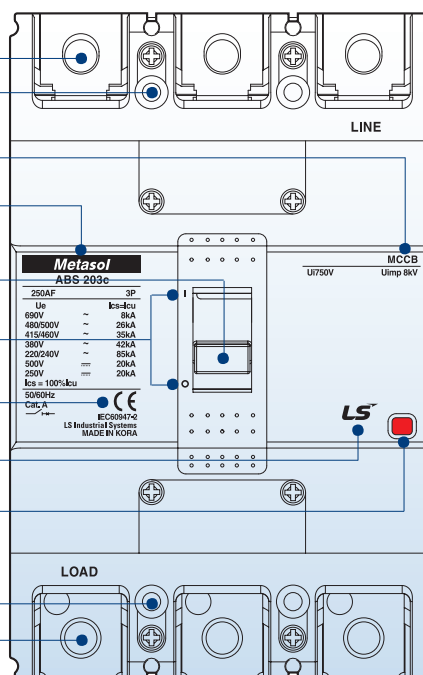 LINE
MCCB
Ui750V Uimp 8kV
Metasol
ABS 203c
250AF 3P
Ue Ics=Icu
690V ~ 8kA
480/500V ~ 26kA
415/460V ~ 35kA
380V ~ 42kA
220/240V ~ 85kA
500V ⎓ 20kA
250V ⎓ 20kA
Ics = 100%Icu
50/60Hz
Cat. A
CE
IEC60947-2
LS Industrial Systems
MADE IN KORA
I
O
LS
LOAD